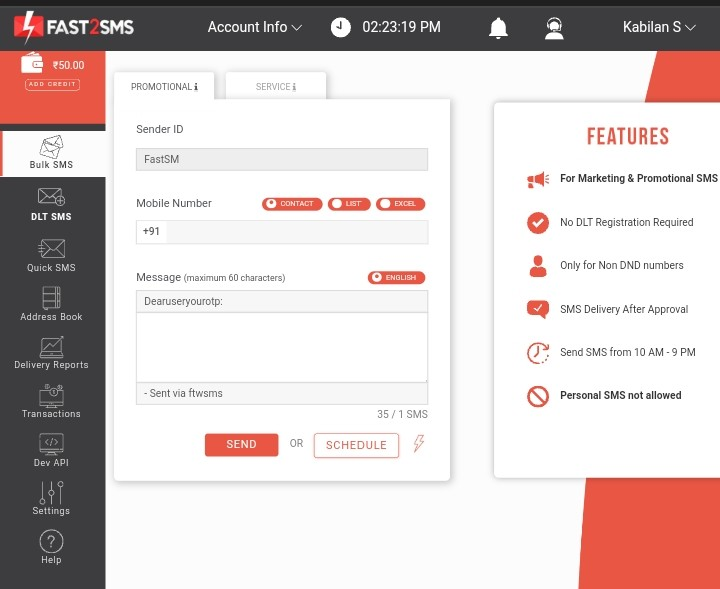 FAST2SMS
Account Info
02:23:19 PM
Kabilan S
₹50.00
ADD CREDIT
Bulk SMS
DLT SMS
Quick SMS
Address Book
Delivery Reports
Transactions
Dev API
Settings
Help
PROMOTIONAL
SERVICE
Sender ID
FastSM
Mobile Number
CONTACT
LIST
EXCEL
+91
Message (maximum 60 characters)
ENGLISH
Dearuseryourotp:
- Sent via ftwsms
35 / 1 SMS
SEND
OR
SCHEDULE
FEATURES
For Marketing & Promotional SMS
No DLT Registration Required
Only for Non DND numbers
SMS Delivery After Approval
Send SMS from 10 AM - 9 PM
Personal SMS not allowed